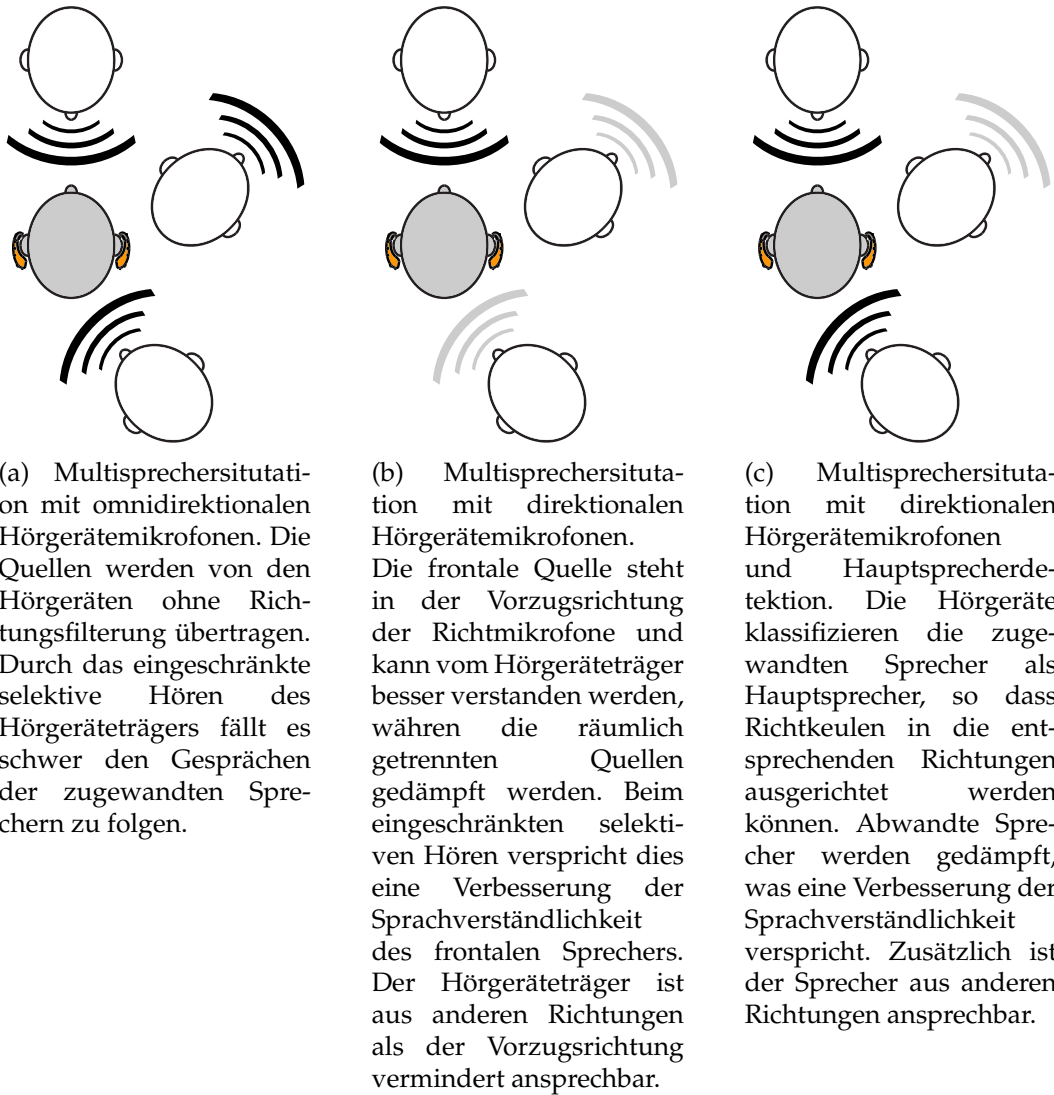 (a) Multisprechersitutati-
on mit omnidirektionalen
Hörgerätemikrofonen. Die
Quellen werden von den
Hörgeräten ohne Rich-
tungsfilterung übertragen.
Durch das eingeschränkte
selektive Hören des
Hörgeräteträgers fällt es
schwer den Gesprächen
der zugewandten Spre-
chern zu folgen.
(b) Multisprechersituta-
tion mit direktionalen
Hörgerätemikrofonen.
Die frontale Quelle steht
in der Vorzugsrichtung
der Richtmikrofone und
kann vom Hörgeräteträger
besser verstanden werden,
währen die räumlich
getrennten Quellen
gedämpft werden. Beim
eingeschränkten selekti-
ven Hören verspricht dies
eine Verbesserung der
Sprachverständlichkeit
des frontalen Sprechers.
Der Hörgeräteträger ist
aus anderen Richtungen
als der Vorzugsrichtung
vermindert ansprechbar.
(c) Multisprechersituta-
tion mit direktionalen
Hörgerätemikrofonen
und Hauptsprecherde-
tektion. Die Hörgeräte
klassifizieren die zuge-
wandten Sprecher als
Hauptsprecher, so dass
Richtkeulen in die ent-
sprechenden Richtungen
ausgerichtet werden
können. Abwandte Spre-
cher werden gedämpft,
was eine Verbesserung der
Sprachverständlichkeit
verspricht. Zusätzlich ist
der Sprecher aus anderen
Richtungen ansprechbar.